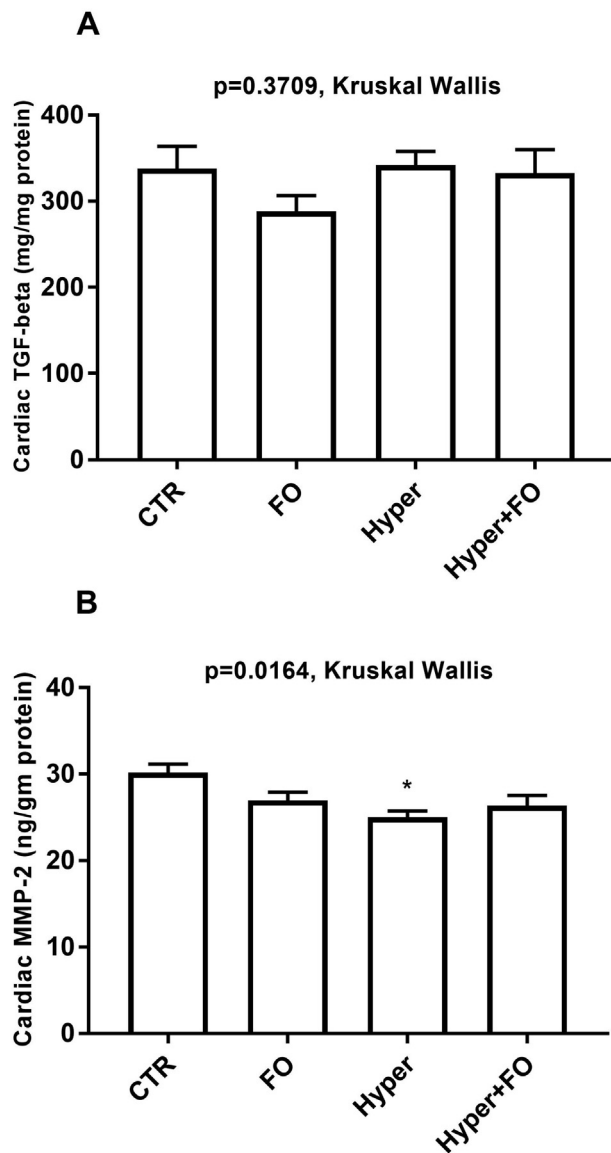 A
p=0.3709, Kruskal Wallis
Cardiac TGF-beta (mg/mg protein)
400
300
200
100
0
CTR
FO
Hyper
Hyper+FO
B
p=0.0164, Kruskal Wallis
Cardiac MMP-2 (ng/gm protein)
40
30
20
10
0
*
CTR
FO
Hyper
Hyper+FO